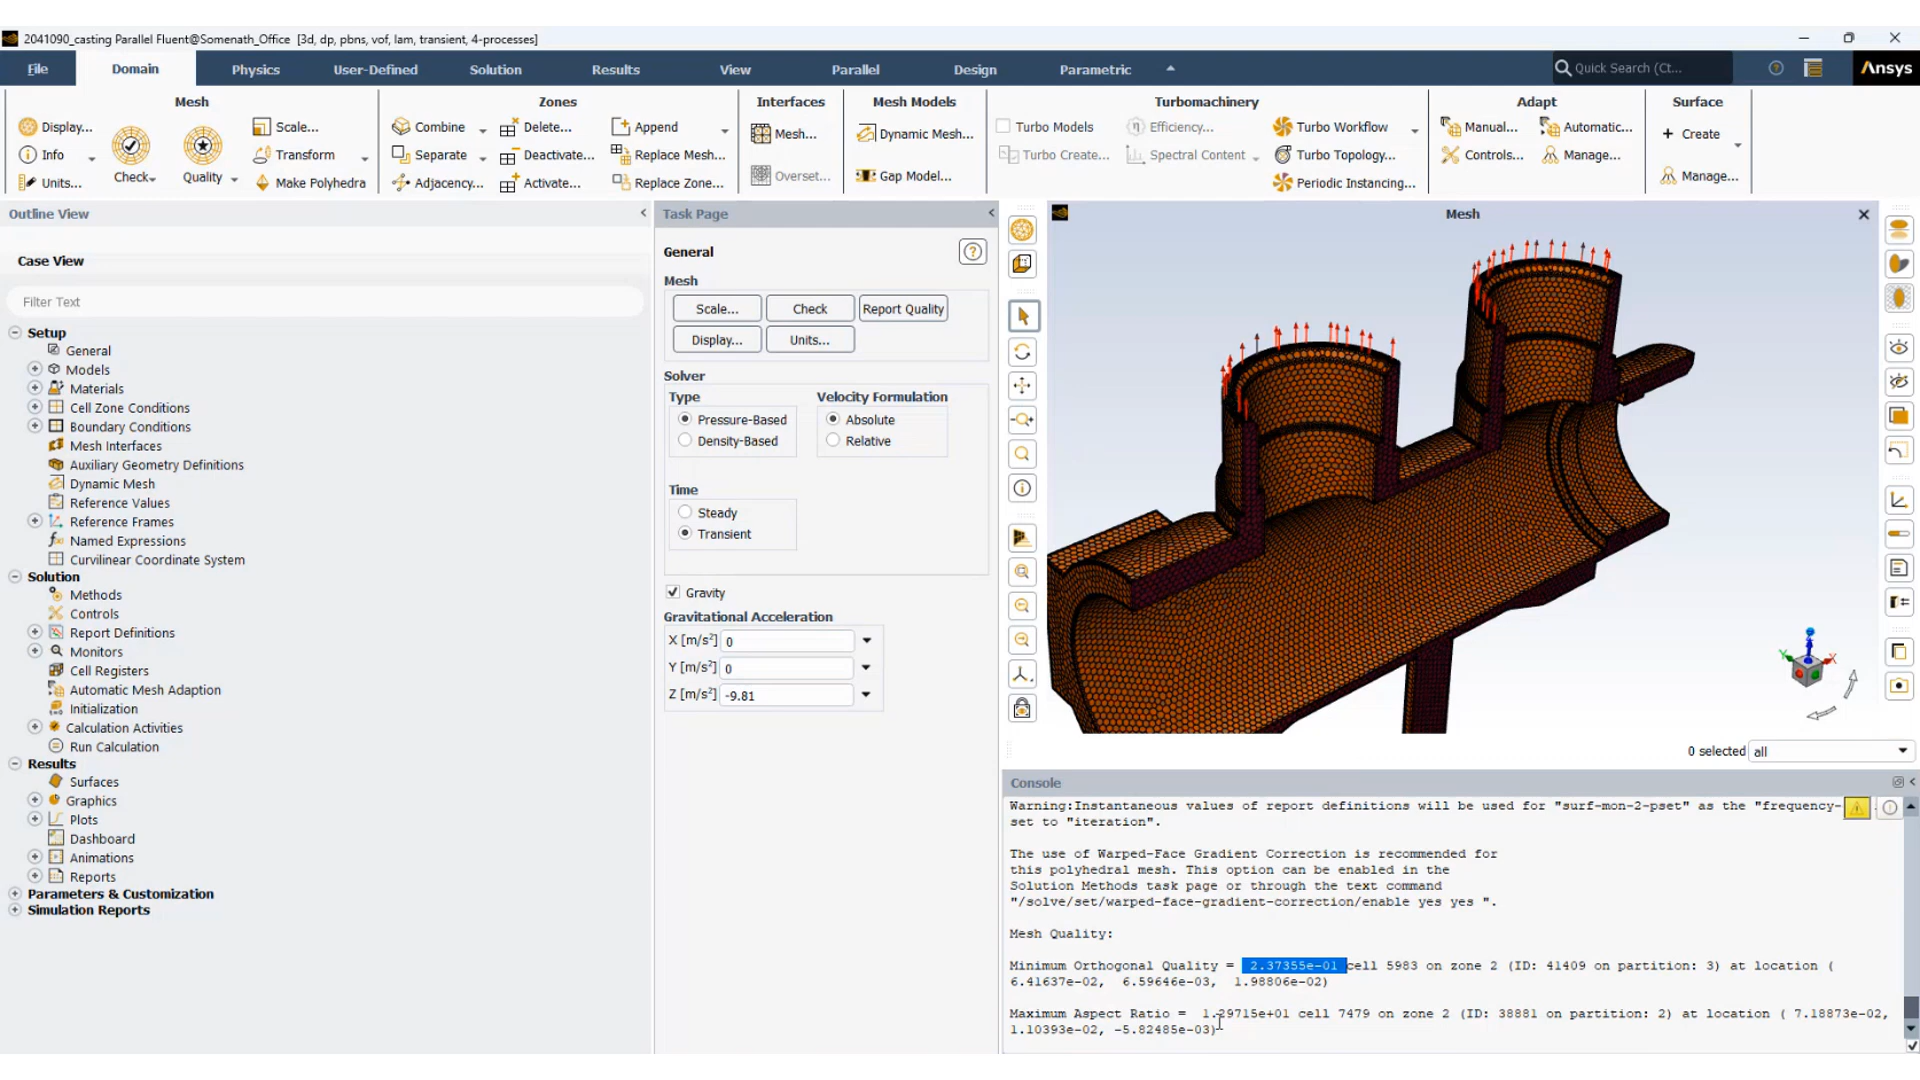 2041090_casting Parallel Fluent@Somenath_Office [3d, dp, pbns, vof, lam, transient, 4-processes]
File Domain Physics User-Defined Solution Results View Parallel Design Parametric Quick Search (Ct... Ansys
Mesh Zones Interfaces Mesh Models Turbomachinery Adapt Surface
Display... Scale... Combine Delete... Append Mesh... Dynamic Mesh... Turbo Models Efficiency... Turbo Workflow Manual... Automatic... Create
Info Transform Separate Deactivate... Replace Mesh... Turbo Create... Spectral Content Turbo Topology... Controls... Manage...
Check Quality Overset... Gap Model... Manage...
Units... Make Polyhedra Adjacency... Activate... Replace Zone... Periodic Instancing...
Outline View
Case View
Filter Text
Setup
General
Models
Materials
Cell Zone Conditions
Boundary Conditions
Mesh Interfaces
Auxiliary Geometry Definitions
Dynamic Mesh
Reference Values
Reference Frames
Named Expressions
Curvilinear Coordinate System
Solution
Methods
Controls
Report Definitions
Monitors
Cell Registers
Automatic Mesh Adaption
Initialization
Calculation Activities
Run Calculation
Results
Surfaces
Graphics
Plots
Dashboard
Animations
Reports
Parameters & Customization
Simulation Reports
Task Page
General
Mesh
Scale... Check Report Quality
Display... Units...
Solver
Type Velocity Formulation
Pressure-Based Absolute
Density-Based Relative
Time
Steady
Transient
Gravity
Gravitational Acceleration
X [m/s²] 0
Y [m/s²] 0
Z [m/s²] -9.81
Mesh
Y X
0 selected all
Console
Warning:Instantaneous values of report definitions will be used for "surf-mon-2-pset" as the "frequency-
set to "iteration".
The use of Warped-Face Gradient Correction is recommended for
this polyhedral mesh. This option can be enabled in the
Solution Methods task page or through the text command
"/solve/set/warped-face-gradient-correction/enable yes yes ".
Mesh Quality:
Minimum Orthogonal Quality = 2.37355e-01 cell 5983 on zone 2 (ID: 41409 on partition: 3) at location (
6.41637e-02, 6.59646e-03, 1.98806e-02)
Maximum Aspect Ratio = 1.29715e+01 cell 7479 on zone 2 (ID: 38881 on partition: 2) at location ( 7.18873e-02,
1.10393e-02, -5.82485e-03)